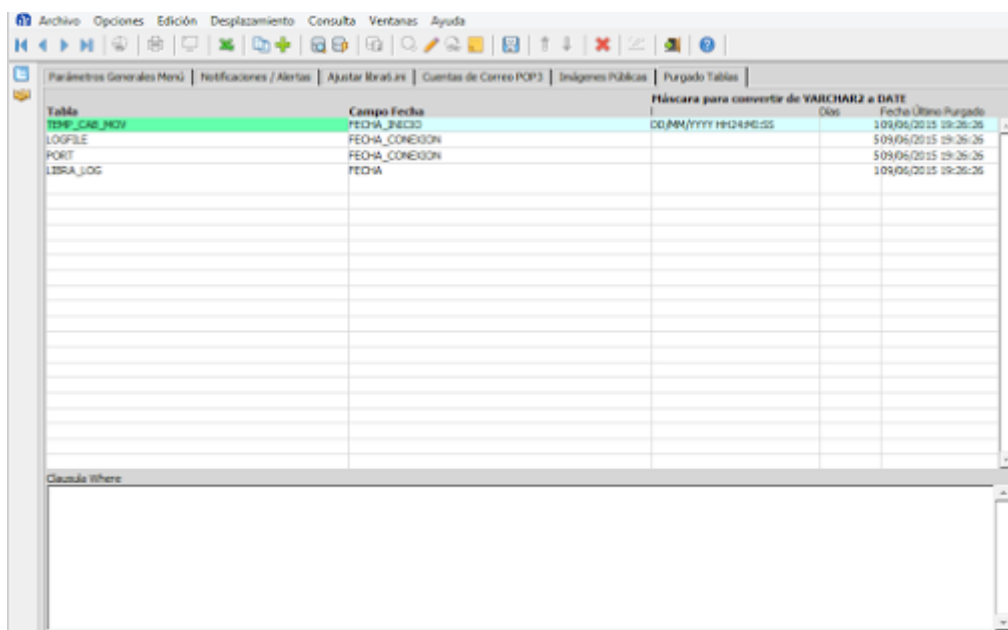 Archivo Opciones Edición Desplazamiento Consulta Ventanas Ayuda
Parámetros Generales Menú Notificaciones / Alertas Ajustar libra6.ini Cuentas de Correo POP3 Imágenes Públicas Purgado Tablas
Máscara para convertir de VARCHAR2 a DATE
Tabla Campo Fecha Días Fecha Último Purgado
TEMP_CAB_MOV FECHA_INICIO DD/MM/YYYY HH24:MI:SS 1 09/06/2015 19:26:26
LOGFILE FECHA_CONEXION 5 09/06/2015 19:26:26
PORT FECHA_CONEXION 5 09/06/2015 19:26:26
LIBRA_LOG FECHA 1 09/06/2015 19:26:26
Clausula Where